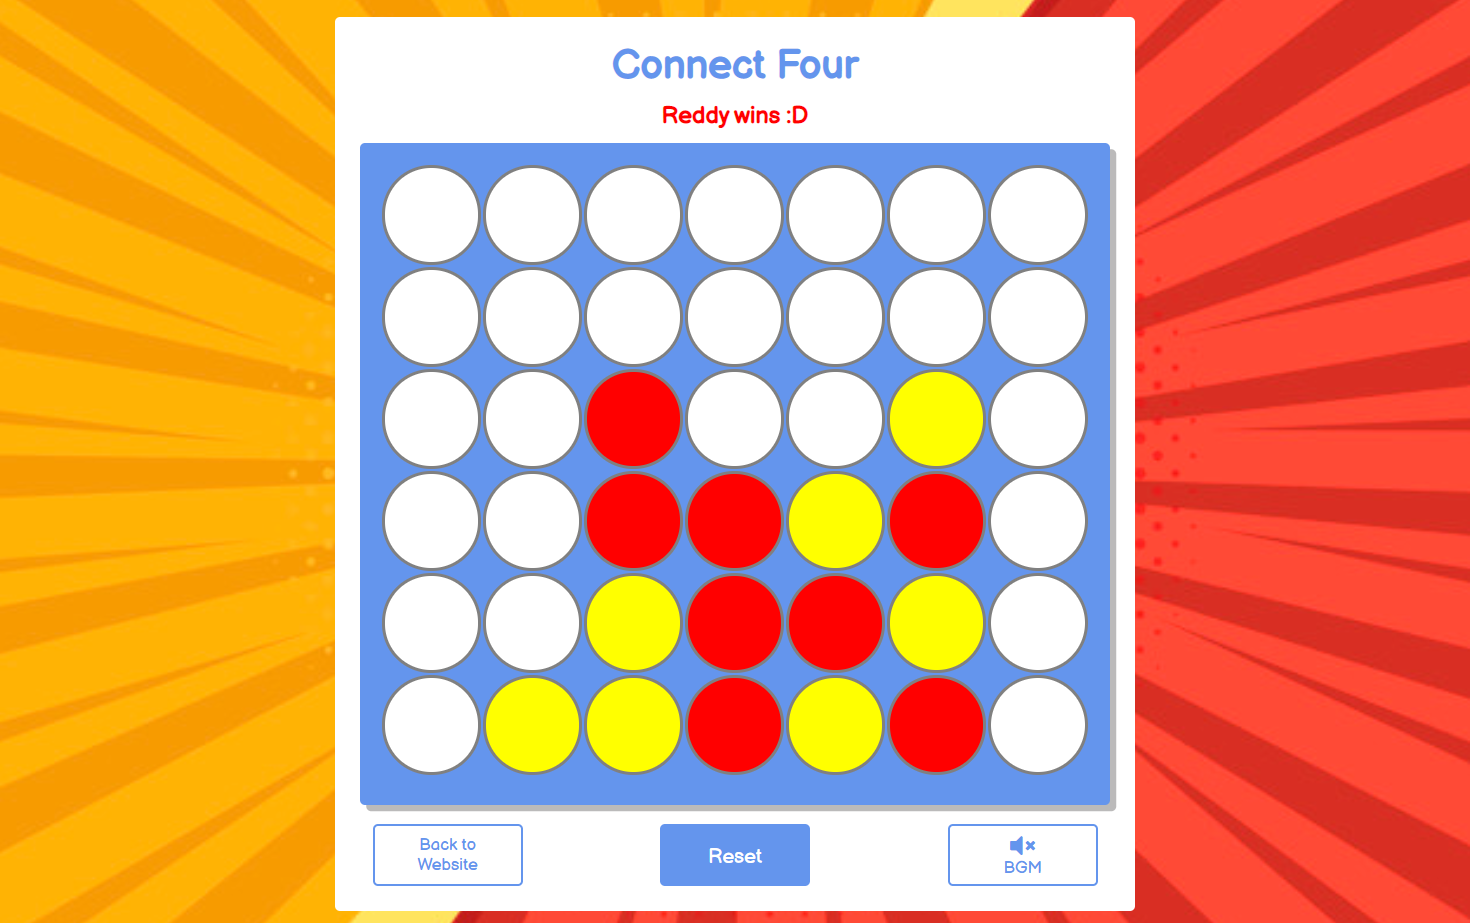 Connect Four
Reddy wins :D
Back to
Website
Reset
BGM